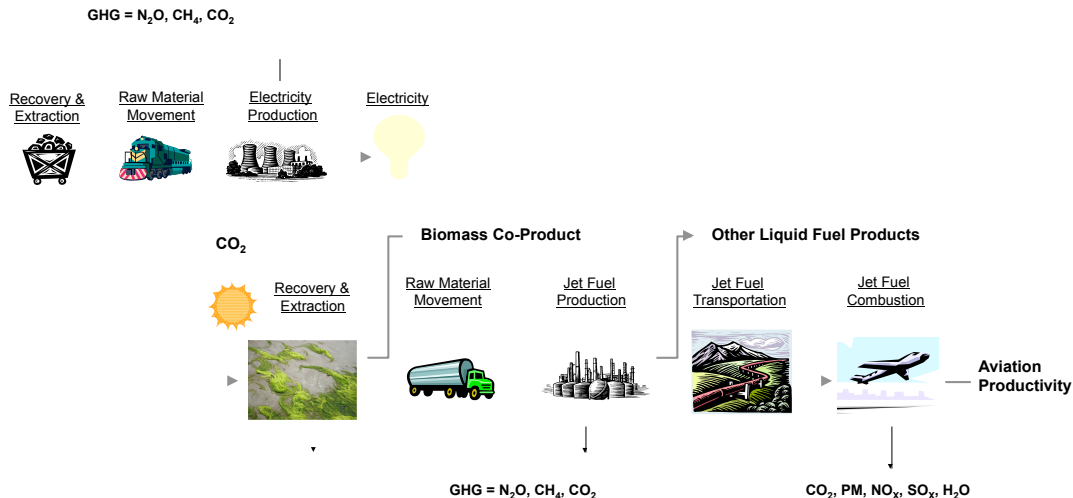 GHG = N₂O, CH₄, CO₂
Recovery &
Extraction
Raw Material
Movement
Electricity
Production
Electricity
CO₂
Biomass Co-Product
Other Liquid Fuel Products
Recovery &
Extraction
Raw Material
Movement
Jet Fuel
Production
Jet Fuel
Transportation
Jet Fuel
Combustion
Aviation
Productivity
GHG = N₂O, CH₄, CO₂
CO₂, PM, NOₓ, SOₓ, H₂O